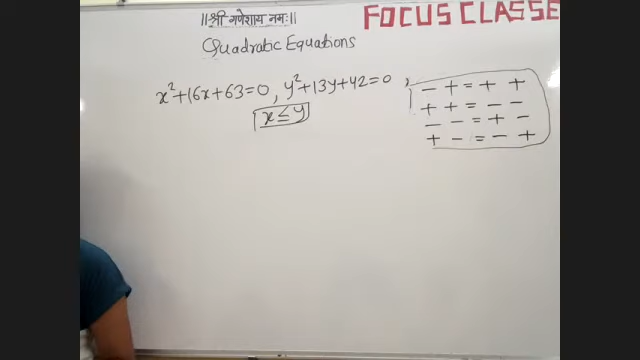 ॥ श्री गणेशाय नमः ॥
FOCUS CLASSE
Quadratic Equations
x²+16x+63=0, y²+13y+42=0,
x≤y
- + = + +
+ + = - -
- - = + -
+ - = - +